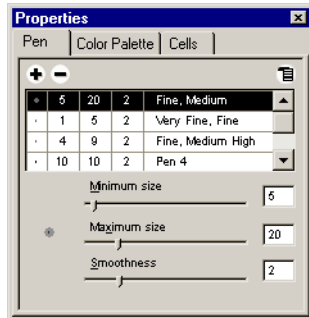 Properties
Pen Color Palette Cells
5 20 2 Fine, Medium
1 5 2 Very Fine, Fine
4 9 2 Fine, Medium High
10 10 2 Pen 4
Minimum size
5
Maximum size
20
Smoothness
2